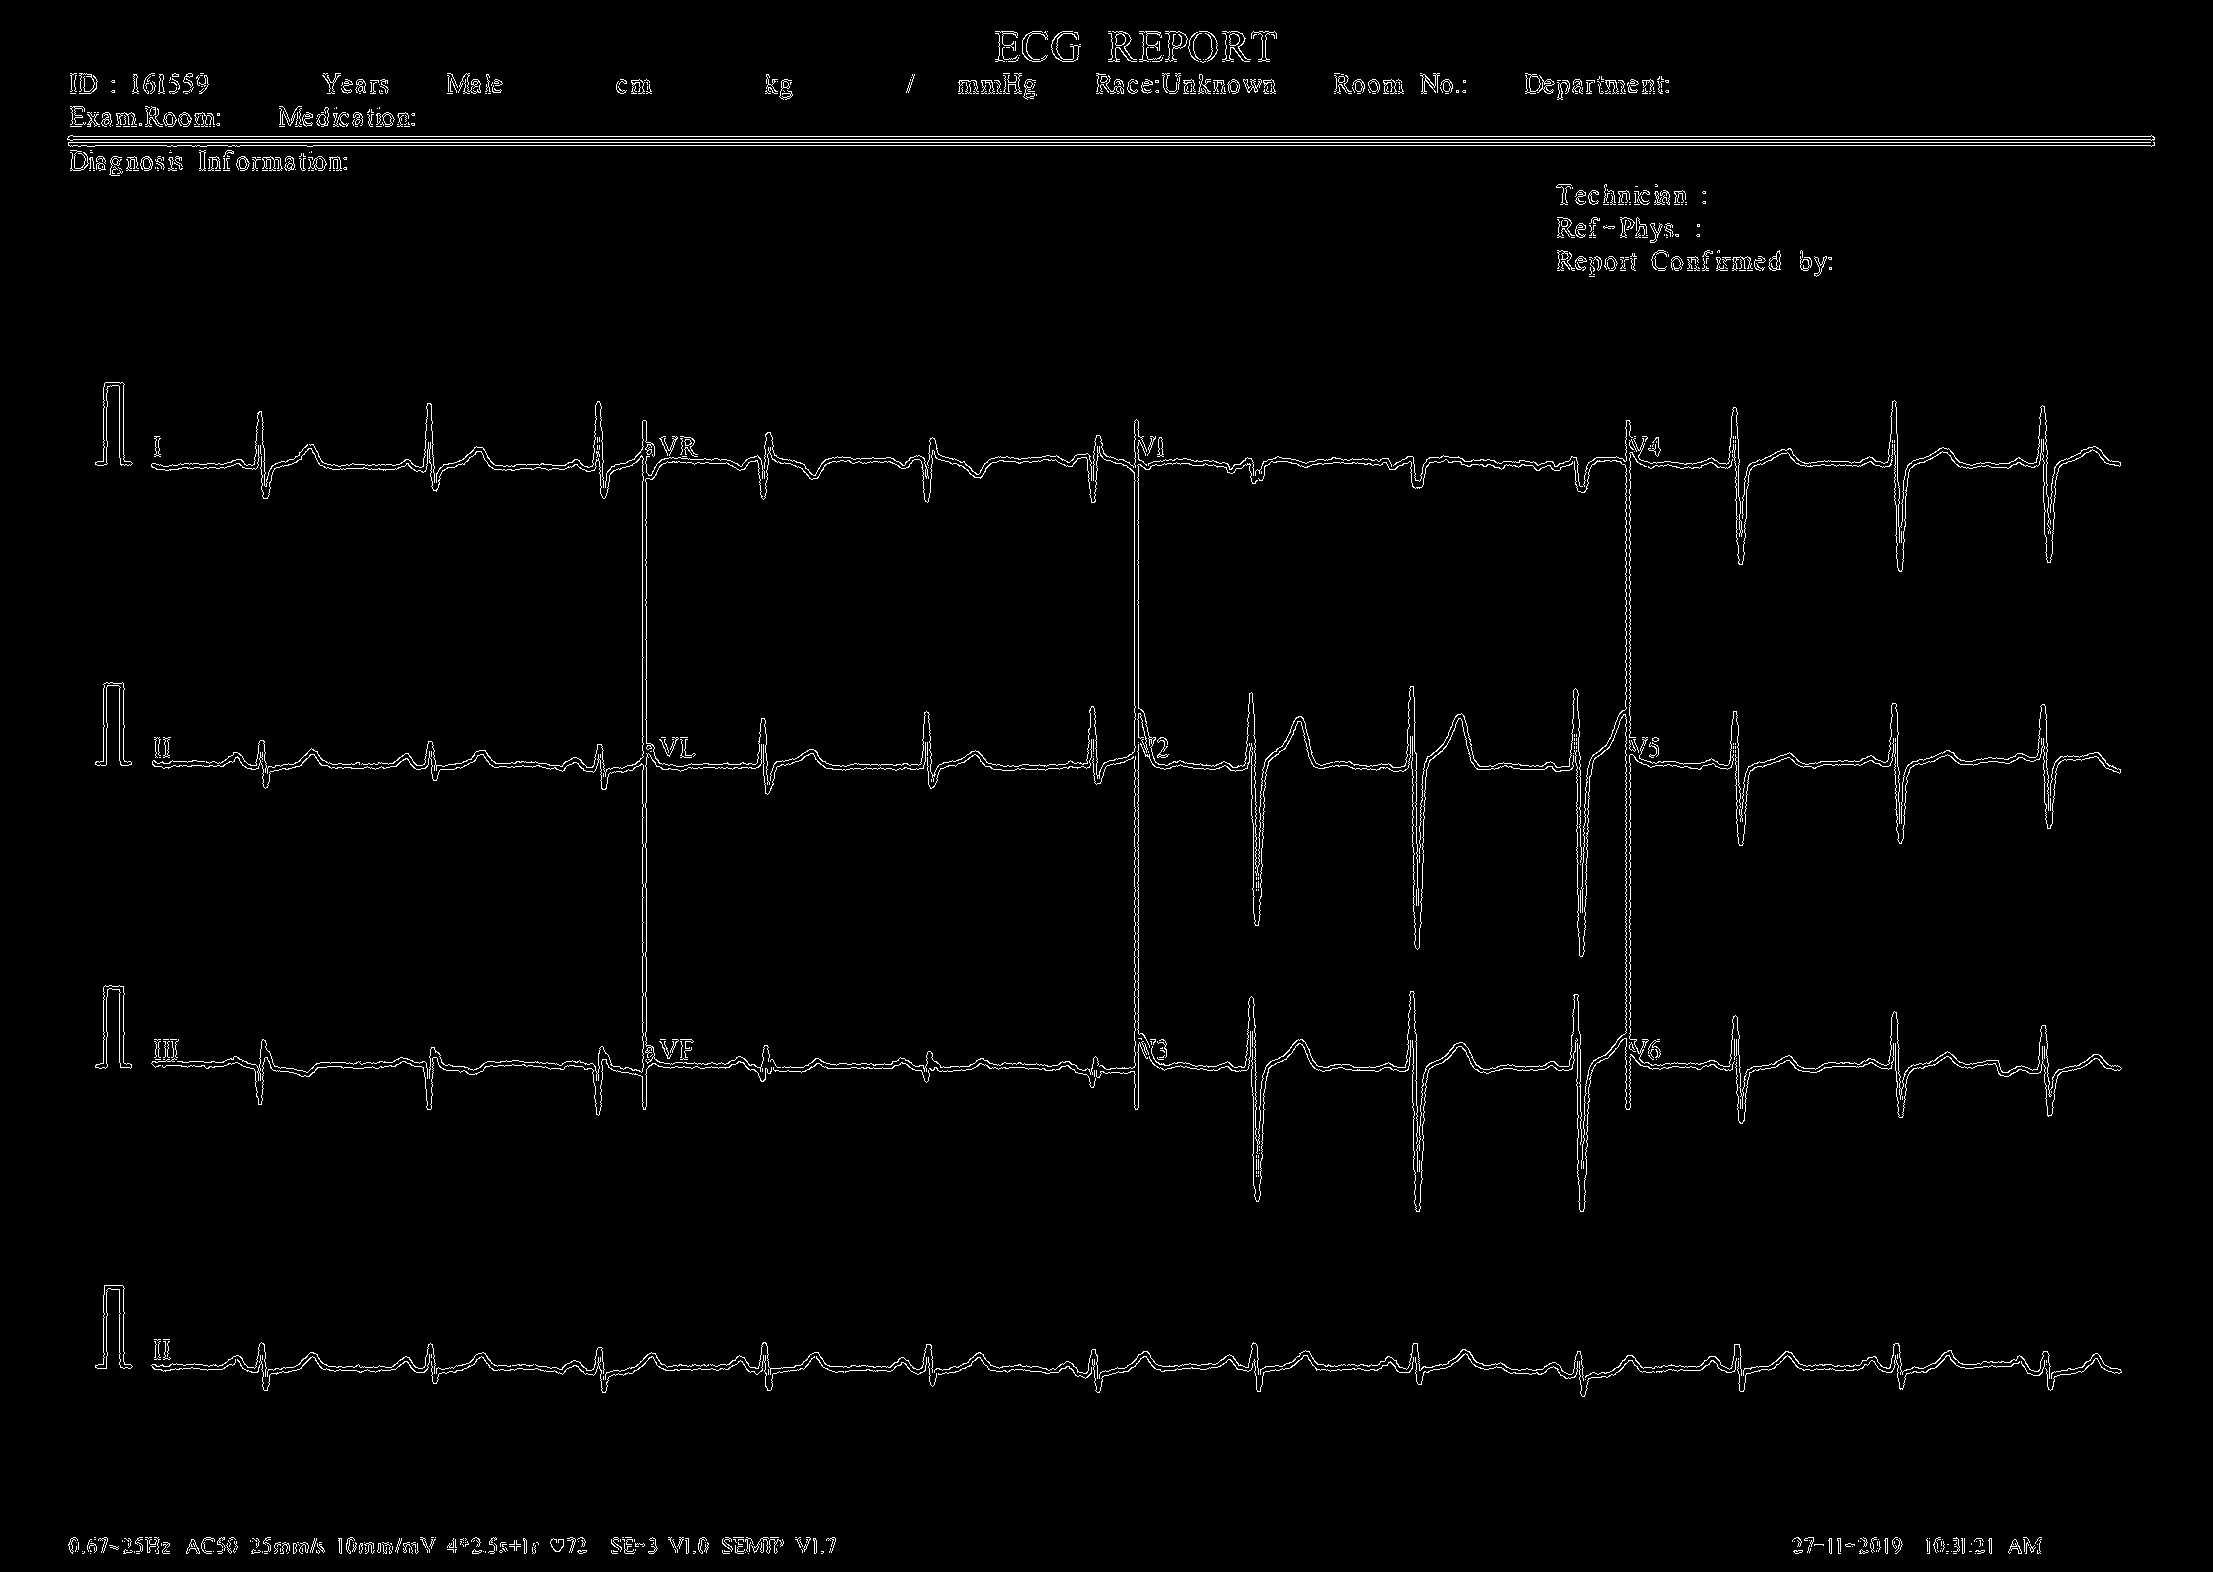 ECG REPORT
ID : 161559 Years Male cm kg / mmHg Race:Unknown Room No.: Department:
Exam.Room: Medication:
Diagnosis Information:
Technician :
Ref-Phys. :
Report Confirmed by:
I aVR V1 V4
II aVL V2 V5
III aVF V3 V6
II
0.67~25Hz AC50 25mm/s 10mm/mV 4*2.5s+1r ♡72 SE-3 V1.0 SEMIP V1.7
27-11-2019 10:31:21 AM